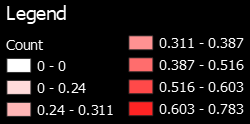 Legend
Count
0 - 0
0 - 0.24
0.24 - 0.311
0.311 - 0.387
0.387 - 0.516
0.516 - 0.603
0.603 - 0.783